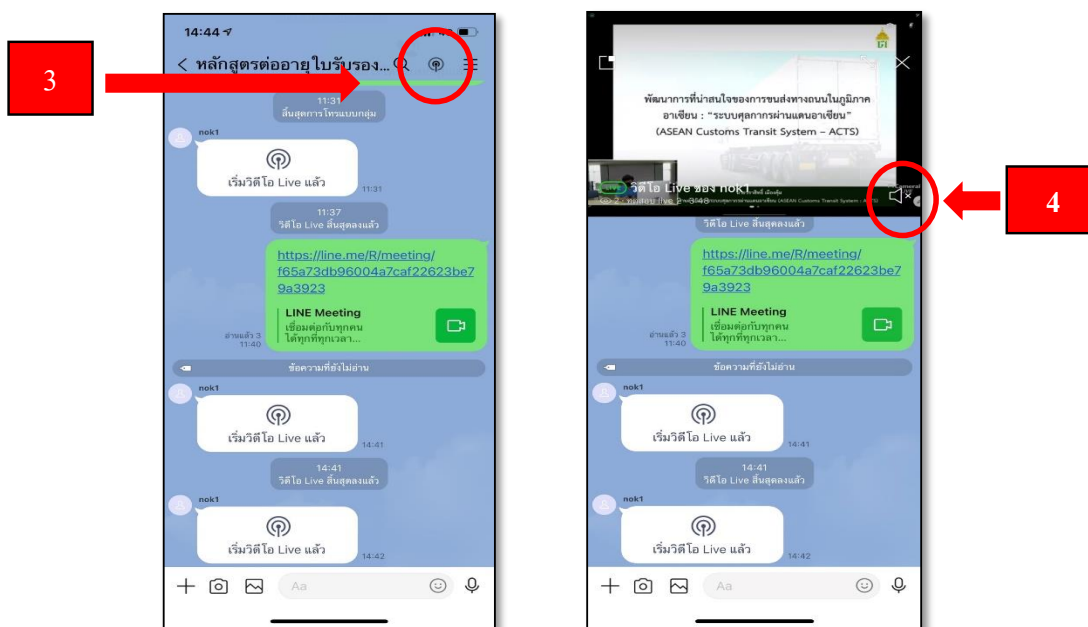 3
14:44
หลักสูตรต่ออายุใบรับรอง...
11:31
สิ้นสุดการโทรแบบกลุ่ม
nok1
เริ่มวิดีโอ Live แล้ว
11:31
11:37
วิดีโอ Live สิ้นสุดลงแล้ว
https://line.me/R/meeting/
f65a73db96004a7caf22623be7
9a3923
LINE Meeting
เชื่อมต่อกับทุกคน
ได้ทุกที่ทุกเวลา...
อ่านแล้ว 3
11:40
ข้อความที่ยังไม่อ่าน
nok1
เริ่มวิดีโอ Live แล้ว
14:41
14:41
วิดีโอ Live สิ้นสุดลงแล้ว
nok1
เริ่มวิดีโอ Live แล้ว
14:42
Aa
พัฒนาการที่น่าสนใจของการขนส่งทางถนนในภูมิภาค
อาเซียน : "ระบบศุลกากรผ่านแดนอาเซียน"
(ASEAN Customs Transit System – ACTS)
LIVE วิดีโอ Live ของ nok1
4
วิดีโอ Live สิ้นสุดลงแล้ว
https://line.me/R/meeting/
f65a73db96004a7caf22623be7
9a3923
LINE Meeting
เชื่อมต่อกับทุกคน
ได้ทุกที่ทุกเวลา...
อ่านแล้ว 3
11:40
ข้อความที่ยังไม่อ่าน
nok1
เริ่มวิดีโอ Live แล้ว
14:41
14:41
วิดีโอ Live สิ้นสุดลงแล้ว
nok1
เริ่มวิดีโอ Live แล้ว
14:42
Aa